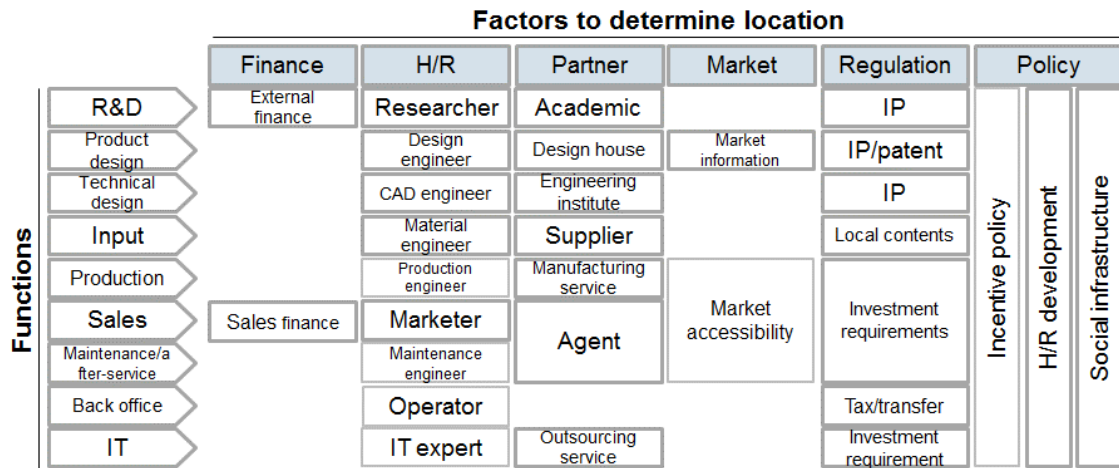 Factors to determine location
Finance
H/R
Partner
Market
Regulation
Policy
Functions
R&D
External
finance
Researcher
Academic
IP
Product
design
Design
engineer
Design house
Market
information
IP/patent
Technical
design
CAD engineer
Engineering
institute
IP
Input
Material
engineer
Supplier
Local contents
Production
Production
engineer
Manufacturing
service
Market
accessibility
Investment
requirements
Sales
Sales finance
Marketer
Agent
Maintenance/a
fter-service
Maintenance
engineer
Back office
Operator
Tax/transfer
IT
IT expert
Outsourcing
service
Investment
requirement
Incentive policy
H/R development
Social infrastructure